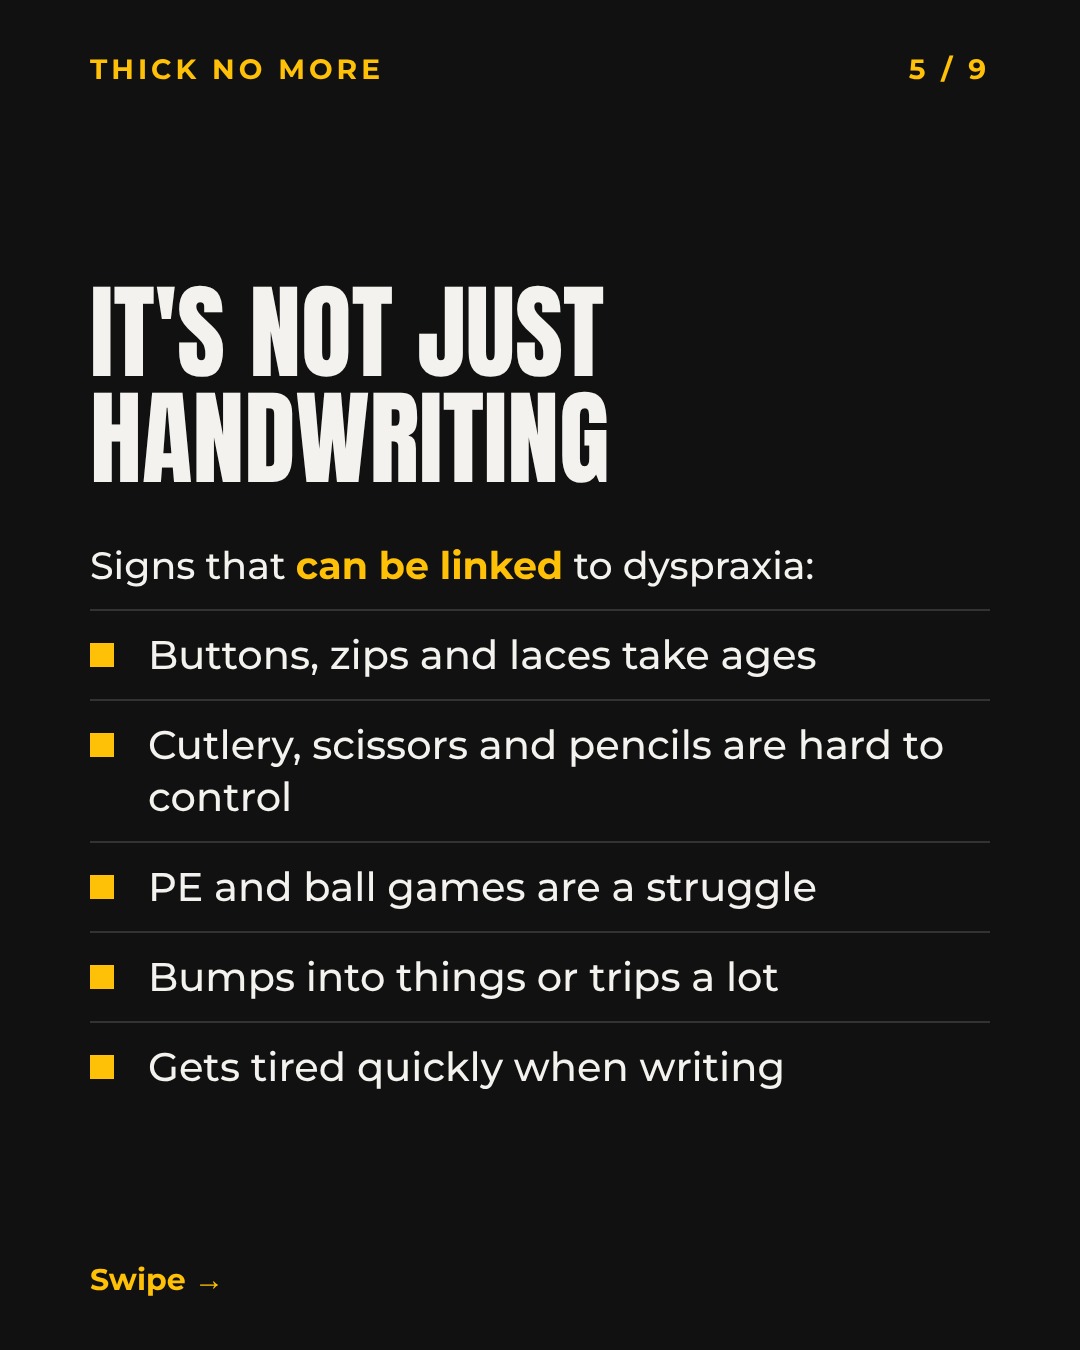 THICK NO MORE
5 / 9
IT'S NOT JUST
HANDWRITING
Signs that can be linked to dyspraxia:
Buttons, zips and laces take ages
Cutlery, scissors and pencils are hard to
control
PE and ball games are a struggle
Bumps into things or trips a lot
Gets tired quickly when writing
Swipe →